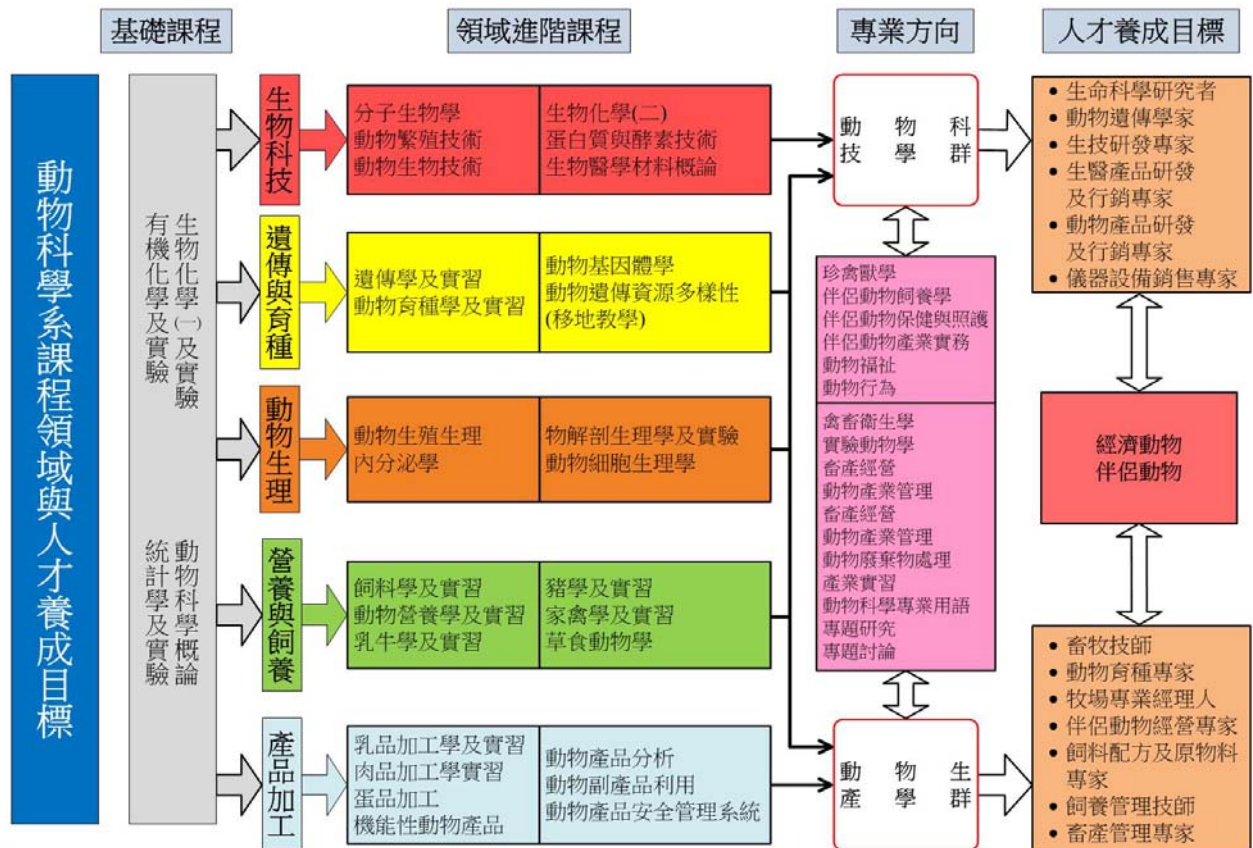 基礎課程
領域進階課程
專業方向
人才養成目標
動物科學系課程領域與人才養成目標
生物化學(一)及實驗
有機化學及實驗
動物科學概論
統計學及實驗
生物科技
分子生物學
動物繁殖技術
動物生物技術
生物化學(二)
蛋白質與酵素技術
生物醫學材料概論
遺傳與育種
遺傳學及實習
動物育種學及實習
動物基因體學
動物遺傳資源多樣性
(移地教學)
動物生理
動物生殖生理
內分泌學
物解剖生理學及實驗
動物細胞生理學
營養與飼養
飼料學及實習
動物營養學及實習
乳牛學及實習
豬學及實習
家禽學及實習
草食動物學
產品加工
乳品加工學及實習
肉品加工學實習
蛋品加工
機能性動物產品
動物產品分析
動物副產品利用
動物產品安全管理系統
動物科
技學群
珍禽獸學
伴侶動物飼養學
伴侶動物保健與照護
伴侶動物產業實務
動物福祉
動物行為
禽畜衛生學
實驗動物學
畜產經營
動物產業管理
畜產經營
動物產業管理
動物廢棄物處理
產業實習
動物科學專業用語
專題研究
專題討論
動物生
產學群
• 生命科學研究者
• 動物遺傳學家
• 生技研發專家
• 生醫產品研發
及行銷專家
• 動物產品研發
及行銷專家
• 儀器設備銷售專家
經濟動物
伴侶動物
• 畜牧技師
• 動物育種專家
• 牧場專業經理人
• 伴侶動物經營專家
• 飼料配方及原物料
專家
• 飼養管理技師
• 畜產管理專家